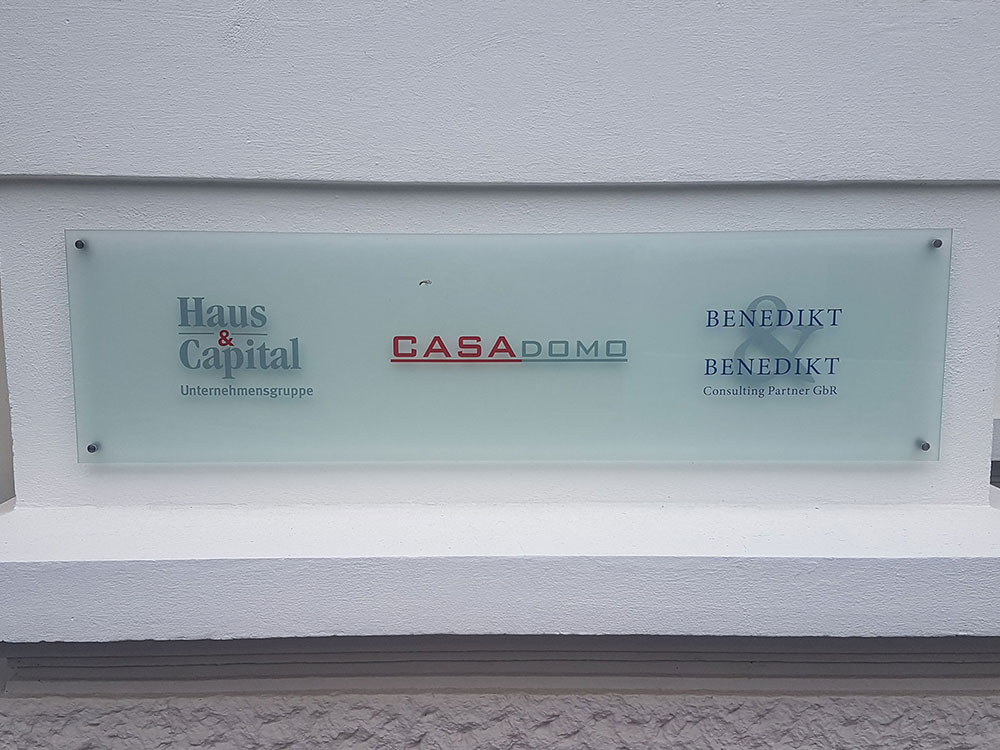 Haus
&
Capital
Unternehmensgruppe
CASADOMO
BENEDIKT
&
BENEDIKT
Consulting Partner GbR